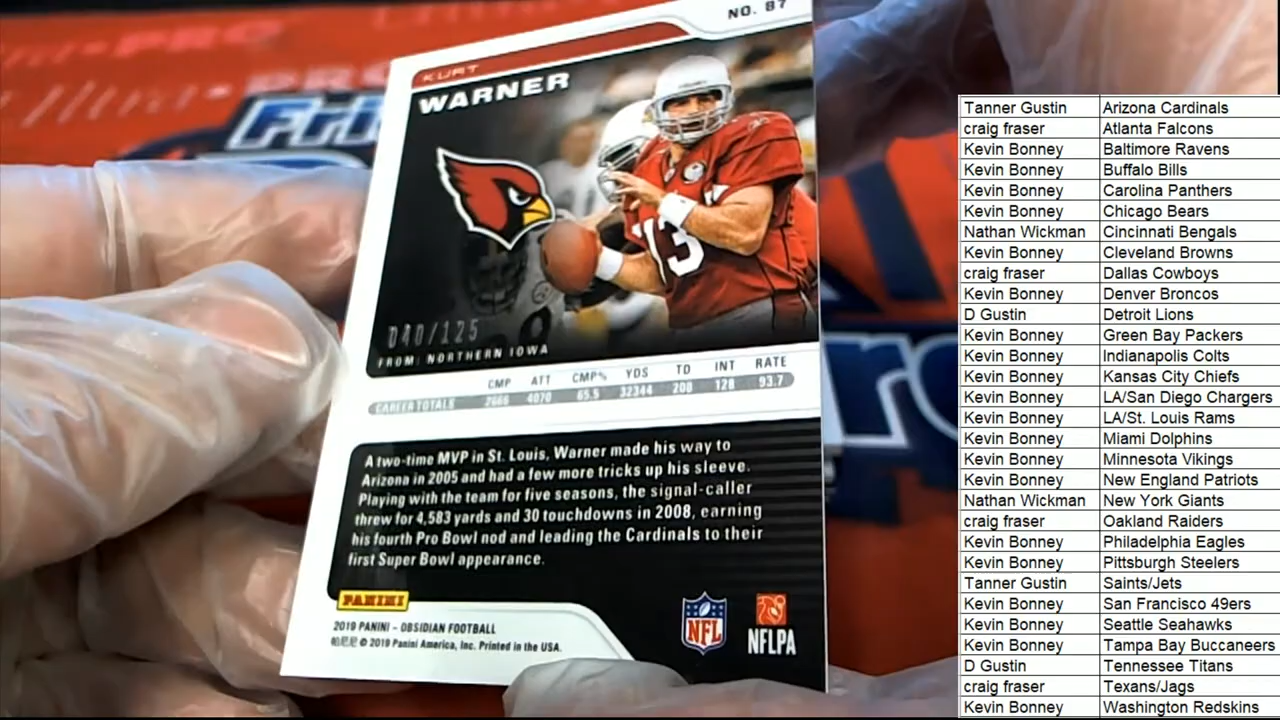 NO. 87
KURT
WARNER
040/125
FROM: NORTHERN IOWA
CMP ATT CMP% YDS TD INT RATE
CAREER TOTALS 2666 4070 65.5 32344 208 128 93.7
A two-time MVP in St. Louis, Warner made his way to
Arizona in 2005 and had a few more tricks up his sleeve.
Playing with the team for five seasons, the signal-caller
threw for 4,583 yards and 30 touchdowns in 2008, earning
his fourth Pro Bowl nod and leading the Cardinals to their
first Super Bowl appearance.
PANINI
2019 PANINI - OBSIDIAN FOOTBALL
帕尼尼 © 2019 Panini America, Inc. Printed in the USA.
NFL
NFLPA
13
Tanner Gustin Arizona Cardinals
craig fraser Atlanta Falcons
Kevin Bonney Baltimore Ravens
Kevin Bonney Buffalo Bills
Kevin Bonney Carolina Panthers
Kevin Bonney Chicago Bears
Nathan Wickman Cincinnati Bengals
Kevin Bonney Cleveland Browns
craig fraser Dallas Cowboys
Kevin Bonney Denver Broncos
D Gustin Detroit Lions
Kevin Bonney Green Bay Packers
Kevin Bonney Indianapolis Colts
Kevin Bonney Kansas City Chiefs
Kevin Bonney LA/San Diego Chargers
Kevin Bonney LA/St. Louis Rams
Kevin Bonney Miami Dolphins
Kevin Bonney Minnesota Vikings
Kevin Bonney New England Patriots
Nathan Wickman New York Giants
craig fraser Oakland Raiders
Kevin Bonney Philadelphia Eagles
Kevin Bonney Pittsburgh Steelers
Tanner Gustin Saints/Jets
Kevin Bonney San Francisco 49ers
Kevin Bonney Seattle Seahawks
Kevin Bonney Tampa Bay Buccaneers
D Gustin Tennessee Titans
craig fraser Texans/Jags
Kevin Bonney Washington Redskins